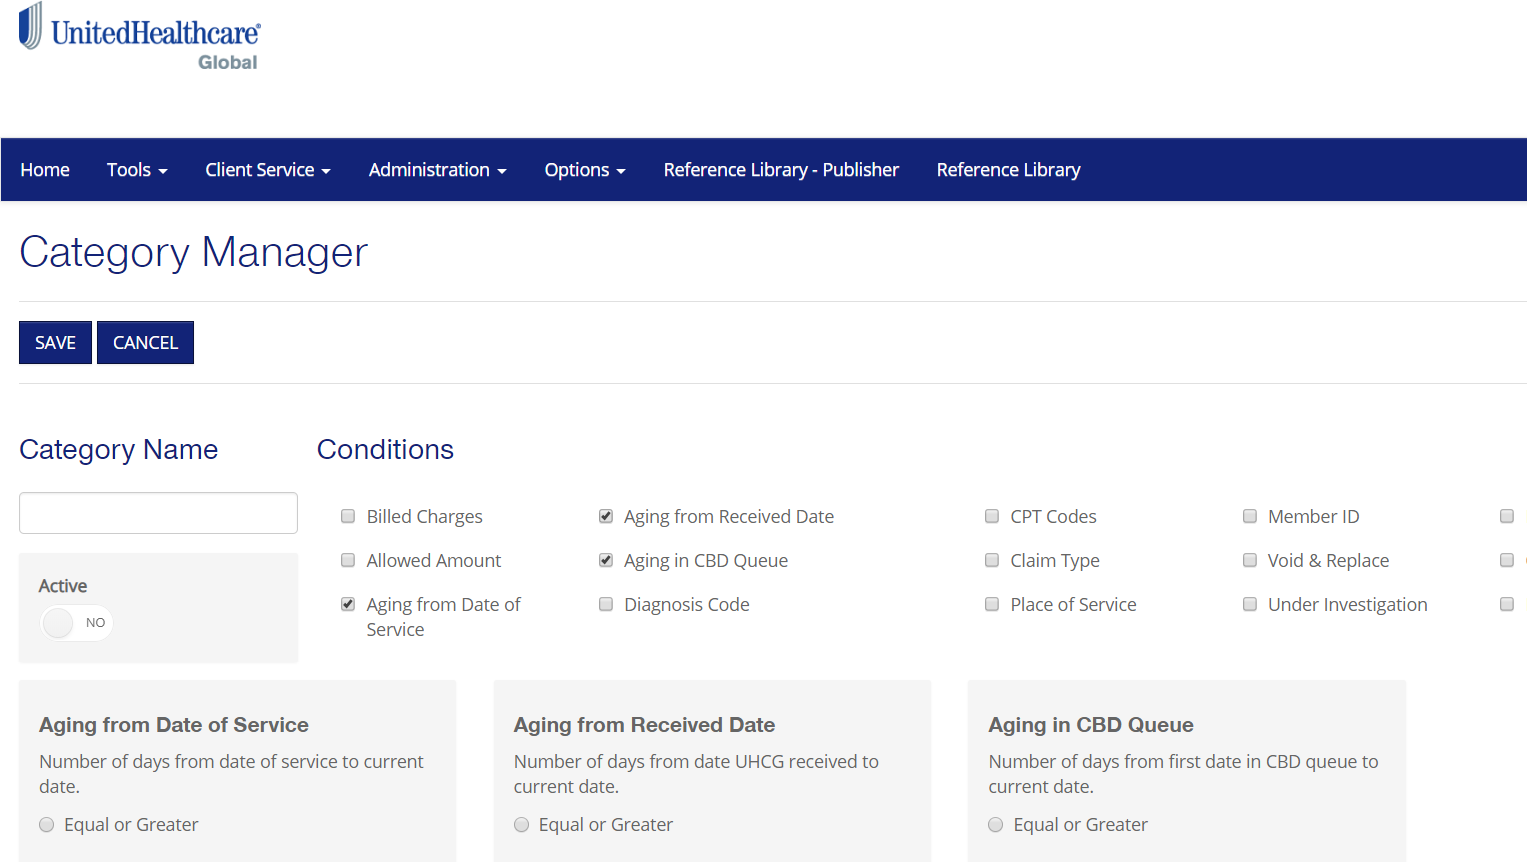 UnitedHealthcare®
Global
Home Tools Client Service Administration Options Reference Library - Publisher Reference Library
Category Manager
SAVE CANCEL
Category Name Conditions
Billed Charges Aging from Received Date CPT Codes Member ID
Allowed Amount Aging in CBD Queue Claim Type Void & Replace
Aging from Date of Service Diagnosis Code Place of Service Under Investigation
Active
NO
Aging from Date of Service
Number of days from date of service to current
date.
Equal or Greater
Aging from Received Date
Number of days from date UHCG received to
current date.
Equal or Greater
Aging in CBD Queue
Number of days from first date in CBD queue to
current date.
Equal or Greater